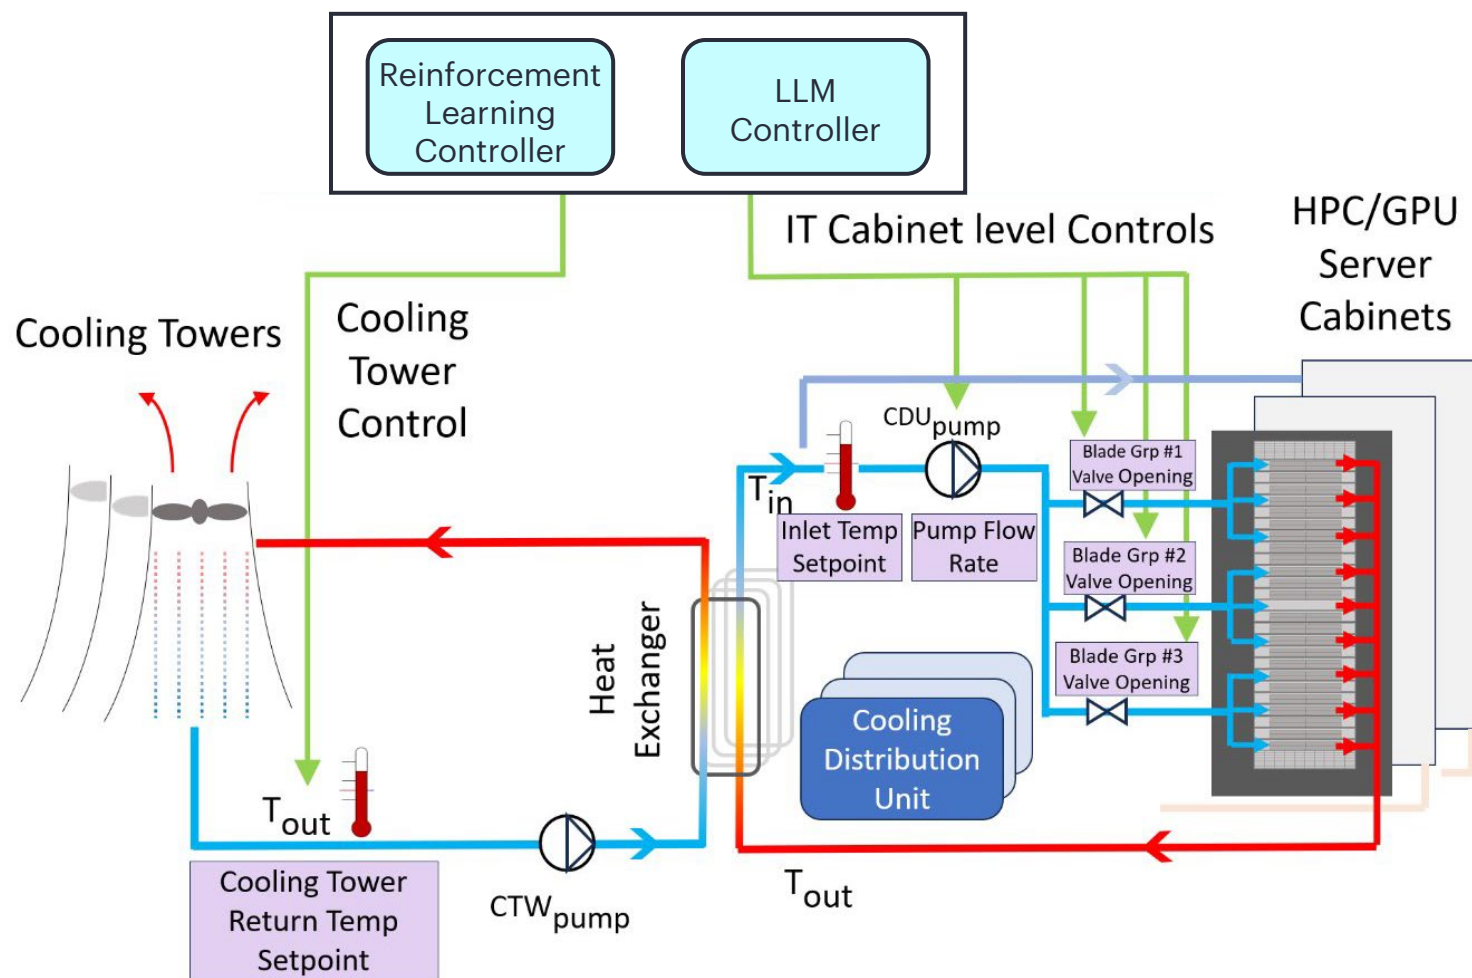 Reinforcement
Learning
Controller
LLM
Controller
IT Cabinet level Controls
HPC/GPU
Server
Cabinets
Cooling Towers
Cooling
Tower
Control
CDUpump
Blade Grp #1
Valve Opening
Tin
Inlet Temp
Setpoint
Pump Flow
Rate
Blade Grp #2
Valve Opening
Heat
Exchanger
Blade Grp #3
Valve Opening
Cooling
Distribution
Unit
Tout
Cooling Tower
Return Temp
Setpoint
CTWpump
Tout